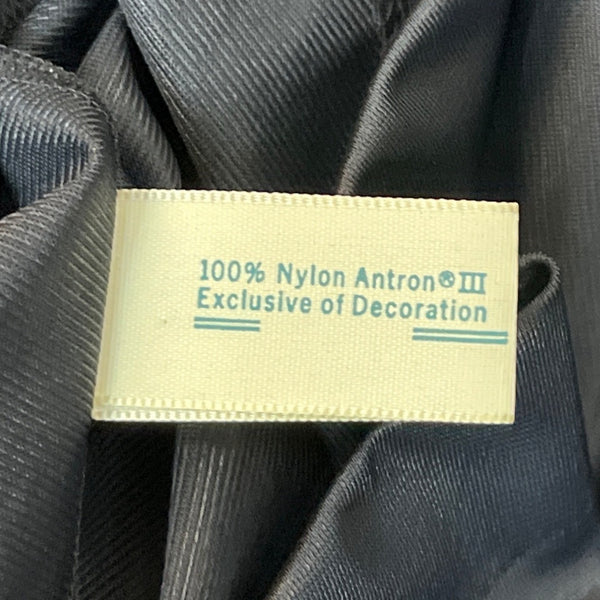 100% Nylon Antron® III
Exclusive of Decoration